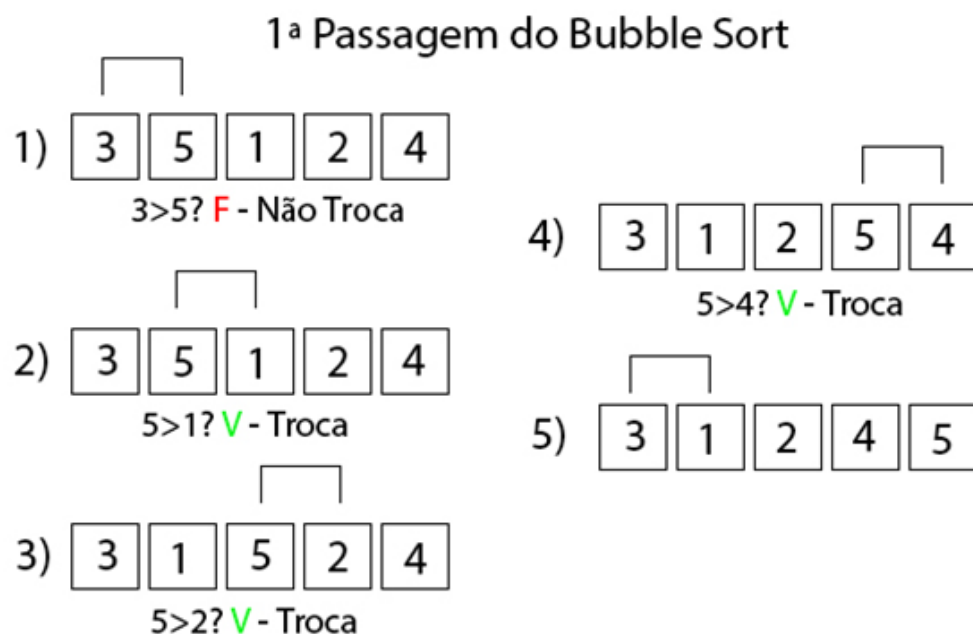 1ª Passagem do Bubble Sort
1) 3 5 1 2 4
3>5? F - Não Troca
2) 3 5 1 2 4
5>1? V - Troca
3) 3 1 5 2 4
5>2? V - Troca
4) 3 1 2 5 4
5>4? V - Troca
5) 3 1 2 4 5